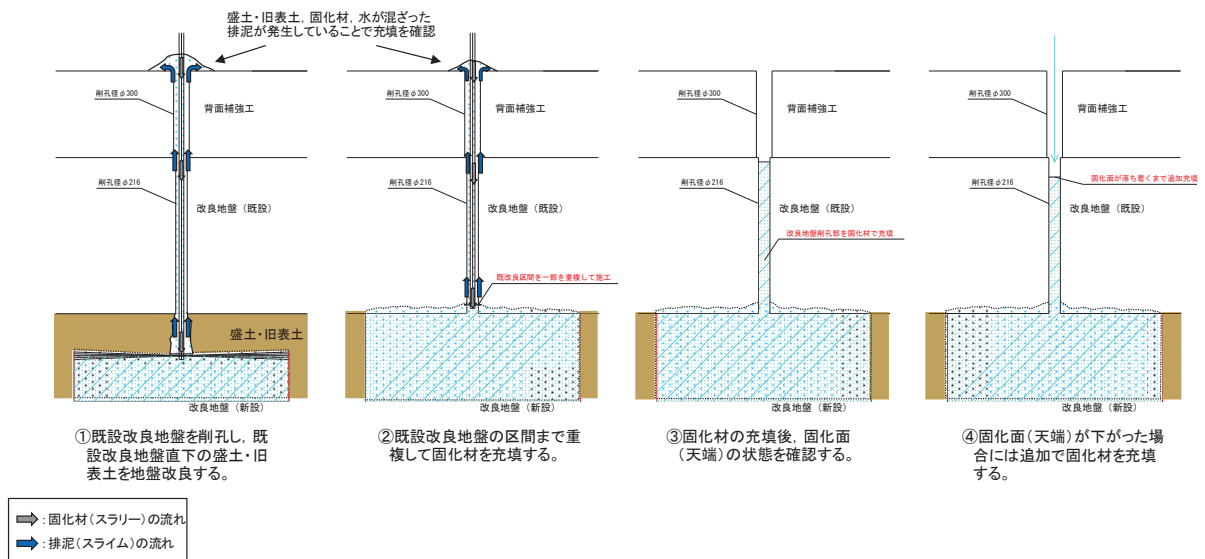 盛土・旧表土，固化材，水が混ざった
排泥が発生していることで充填を確認
削孔径φ300
背面補強工
削孔径φ216
改良地盤（既設）
盛土・旧表土
改良地盤（新設）
①既設改良地盤を削孔し，既
設改良地盤直下の盛土・旧
表土を地盤改良する。
削孔径φ300
背面補強工
削孔径φ216
改良地盤（既設）
既改良区間を一部を重複して施工
改良地盤（新設）
②既設改良地盤の区間まで重
複して固化材を充填する。
削孔径φ300
背面補強工
削孔径φ216
改良地盤（既設）
改良地盤削孔部を固化材で充填
改良地盤（新設）
③固化材の充填後，固化面
（天端）の状態を確認する。
削孔径φ300
背面補強工
固化面が落ち着くまで追加充填
削孔径φ216
改良地盤（既設）
改良地盤（新設）
④固化面（天端）が下がった場
合には追加で固化材を充填
する。
：固化材（スラリー）の流れ
：排泥（スライム）の流れ